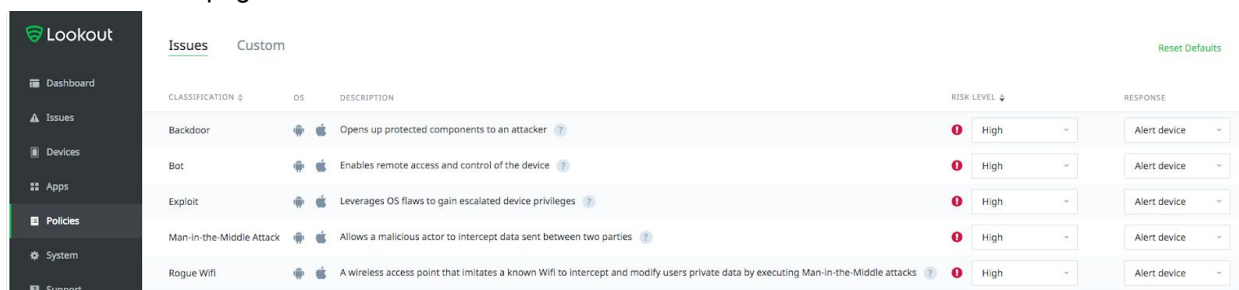 Lookout
Issues Custom
Reset Defaults
Dashboard
Issues
Devices
Apps
Policies
System
Support
CLASSIFICATION OS DESCRIPTION RISK LEVEL RESPONSE
Backdoor Opens up protected components to an attacker ? High Alert device
Bot Enables remote access and control of the device ? High Alert device
Exploit Leverages OS flaws to gain escalated device privileges ? High Alert device
Man-in-the-Middle Attack Allows a malicious actor to intercept data sent between two parties ? High Alert device
Rogue Wifi A wireless access point that imitates a known Wifi to intercept and modify users private data by executing Man-in-the-Middle attacks ? High Alert device